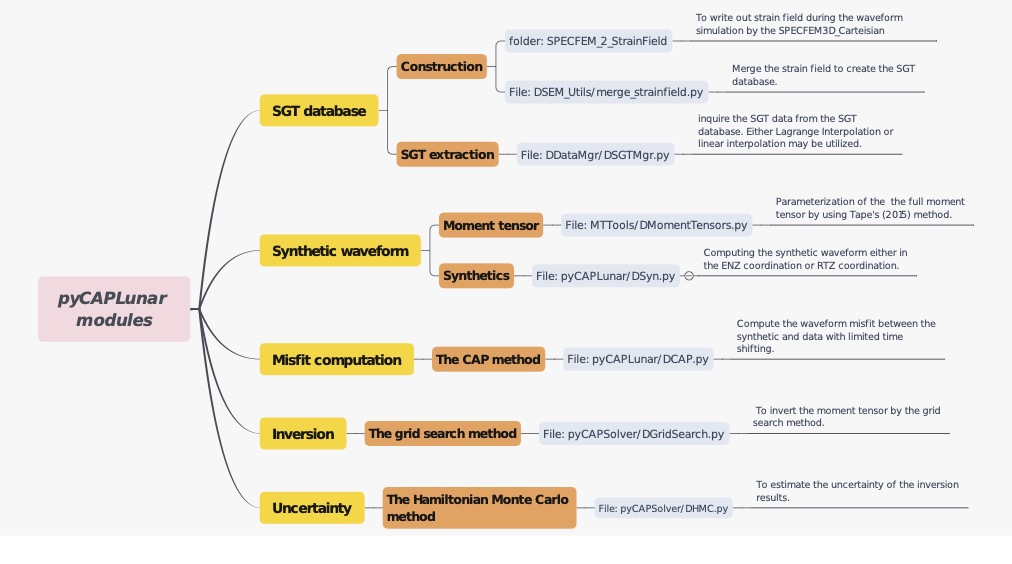 pyCAPLunar
modules
SGT database
Construction
folder: SPECFEM_2_StrainField
To write out strain field during the waveform
simulation by the SPECFEM3D_Carteisian
File: DSEM_Utils/merge_strainfield.py
Merge the strain field to create the SGT
database.
SGT extraction
File: DDataMgr/DSGTMgr.py
inquire the SGT data from the SGT
database. Either Lagrange Interpolation or
linear interpolation may be utilized.
Synthetic waveform
Moment tensor
File: MTTools/DMomentTensors.py
Parameterization of the  the full moment
tensor by using Tape's (2015) method.
Synthetics
File: pyCAPLunar/DSyn.py
Computing the synthetic waveform either in
the ENZ coordination or RTZ coordination.
Misfit computation
The CAP method
File: pyCAPLunar/DCAP.py
Compute the waveform misfit between the
synthetic and data with limited time
shifting.
Inversion
The grid search method
File: pyCAPSolver/DGridSearch.py
To invert the moment tensor by the grid
search method.
Uncertainty
The Hamiltonian Monte Carlo
method
File: pyCAPSolver/DHMC.py
To estimate the uncertainty of the inversion
results.